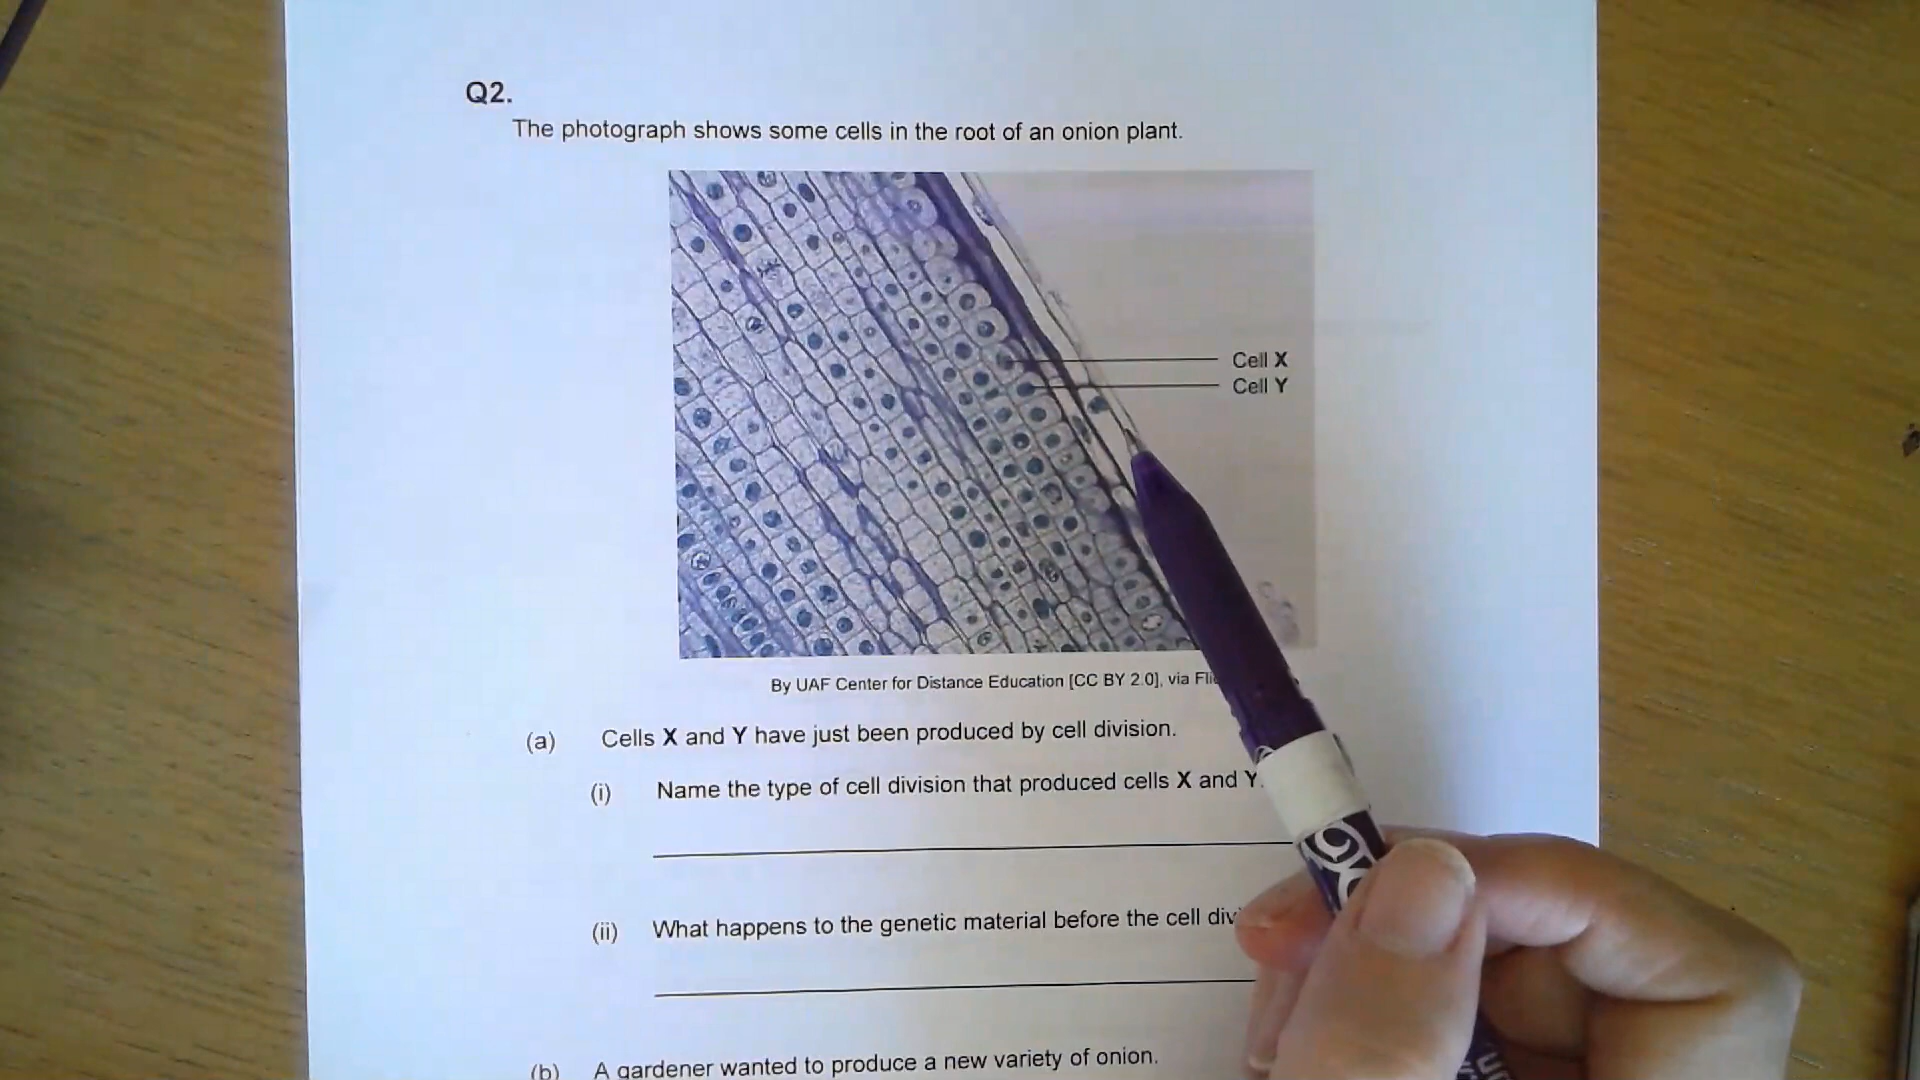 Q2.
The photograph shows some cells in the root of an onion plant.
Cell X
Cell Y
By UAF Center for Distance Education [CC BY 2.0], via
(a) Cells X and Y have just been produced by cell division.
(i) Name the type of cell division that produced cells X and Y.
(ii) What happens to the genetic material before the cell
(b) A gardener wanted to produce a new variety of onion.